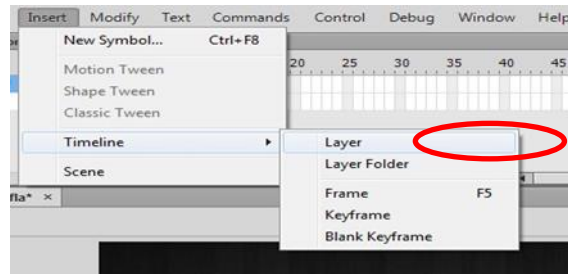 Insert Modify Text Commands Control Debug Window Help
New Symbol... Ctrl+F8
20 25 30 35 40 45
Motion Tween
Shape Tween
Classic Tween
Timeline
Layer
Layer Folder
Scene
Frame F5
fla* ×
Keyframe
Blank Keyframe